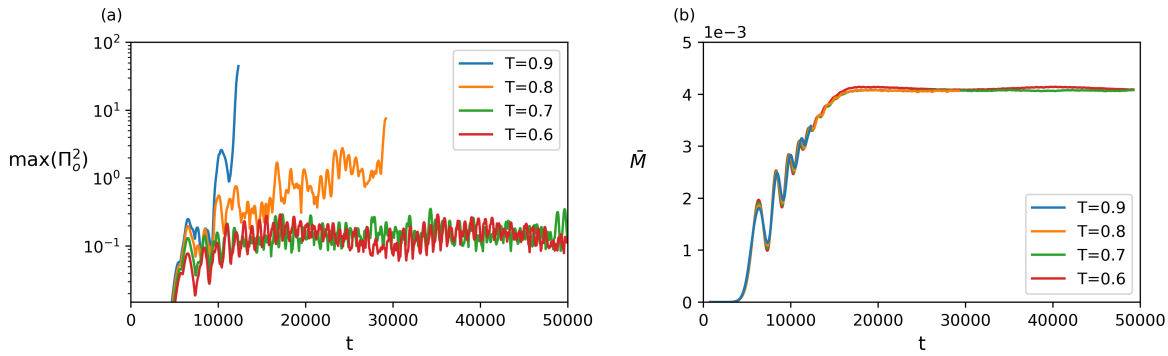 (a)
max(Π²ₒ)
10²
10¹
10⁰
10⁻¹
0 10000 20000 30000 40000 50000
t
T=0.9
T=0.8
T=0.7
T=0.6
(b)
1e−3
M̄
5
4
3
2
1
0
0 10000 20000 30000 40000 50000
t
T=0.9
T=0.8
T=0.7
T=0.6